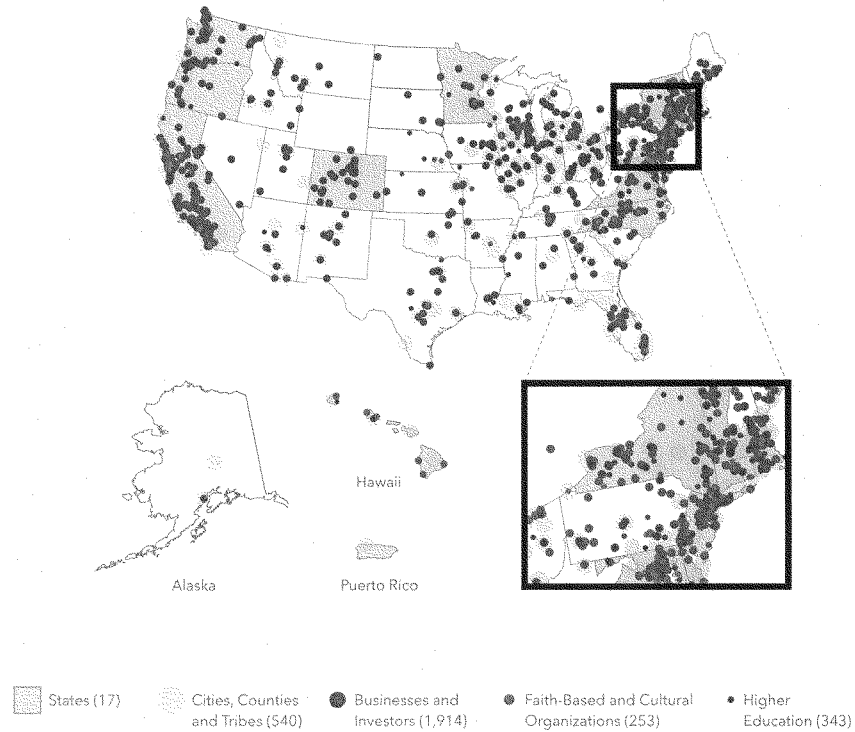 Hawaii
Alaska
Puerto Rico
States (17)
Cities, Counties
and Tribes (540)
Businesses and
Investors (1,914)
Faith-Based and Cultural
Organizations (253)
Higher
Education (343)